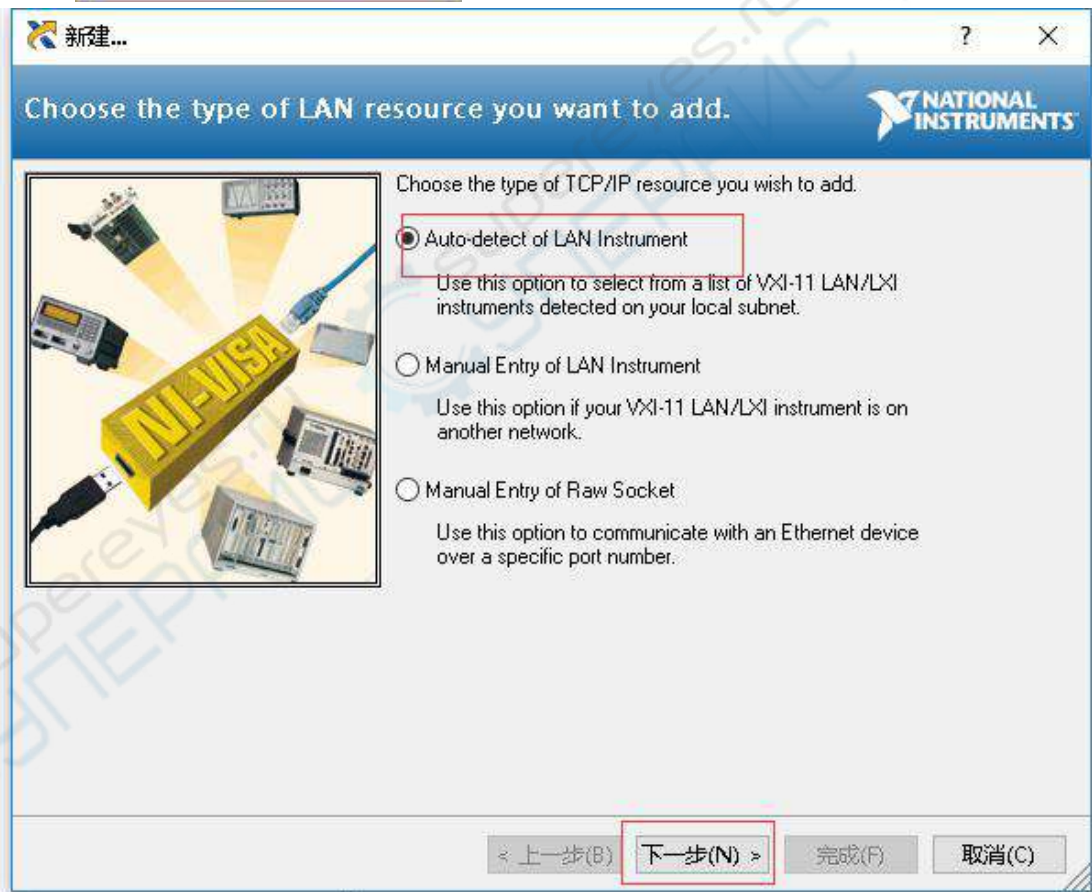 新建...
?
Choose the type of LAN resource you want to add.
NATIONAL
INSTRUMENTS
Choose the type of TCP/IP resource you wish to add.
Auto-detect of LAN Instrument
Use this option to select from a list of VXI-11 LAN/LXI
instruments detected on your local subnet.
Manual Entry of LAN Instrument
Use this option if your VXI-11 LAN/LXI instrument is on
another network.
Manual Entry of Raw Socket
Use this option to communicate with an Ethernet device
over a specific port number.
NI-VISA
< 上一步(B)
下一步(N) >
完成(F)
取消(C)
supereyes.ru
СУПЕРАЙС